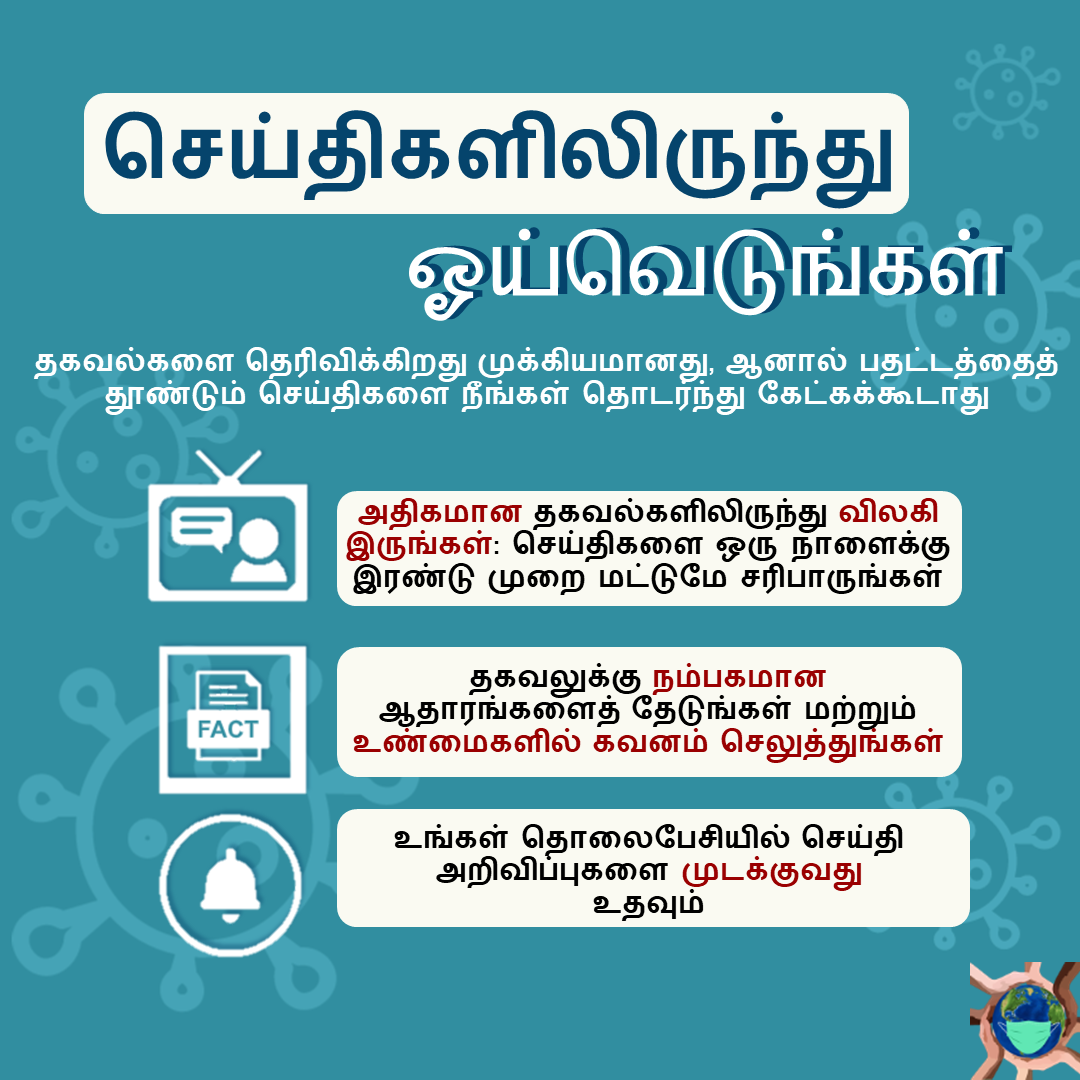 செய்திகளிலிருந்து
ஓய்வெடுங்கள்
தகவல்களை தெரிவிக்கிறது முக்கியமானது, ஆனால் பதட்டத்தைத்
தூண்டும் செய்திகளை நீங்கள் தொடர்ந்து கேட்கக்கூடாது
அதிகமான தகவல்களிலிருந்து விலகி
இருங்கள்: செய்திகளை ஒரு நாளைக்கு
இரண்டு முறை மட்டுமே சரிபாருங்கள்
FACT
தகவலுக்கு நம்பகமான
ஆதாரங்களைத் தேடுங்கள் மற்றும்
உண்மைகளில் கவனம் செலுத்துங்கள்
உங்கள் தொலைபேசியில் செய்தி
அறிவிப்புகளை முடக்குவது
உதவும்